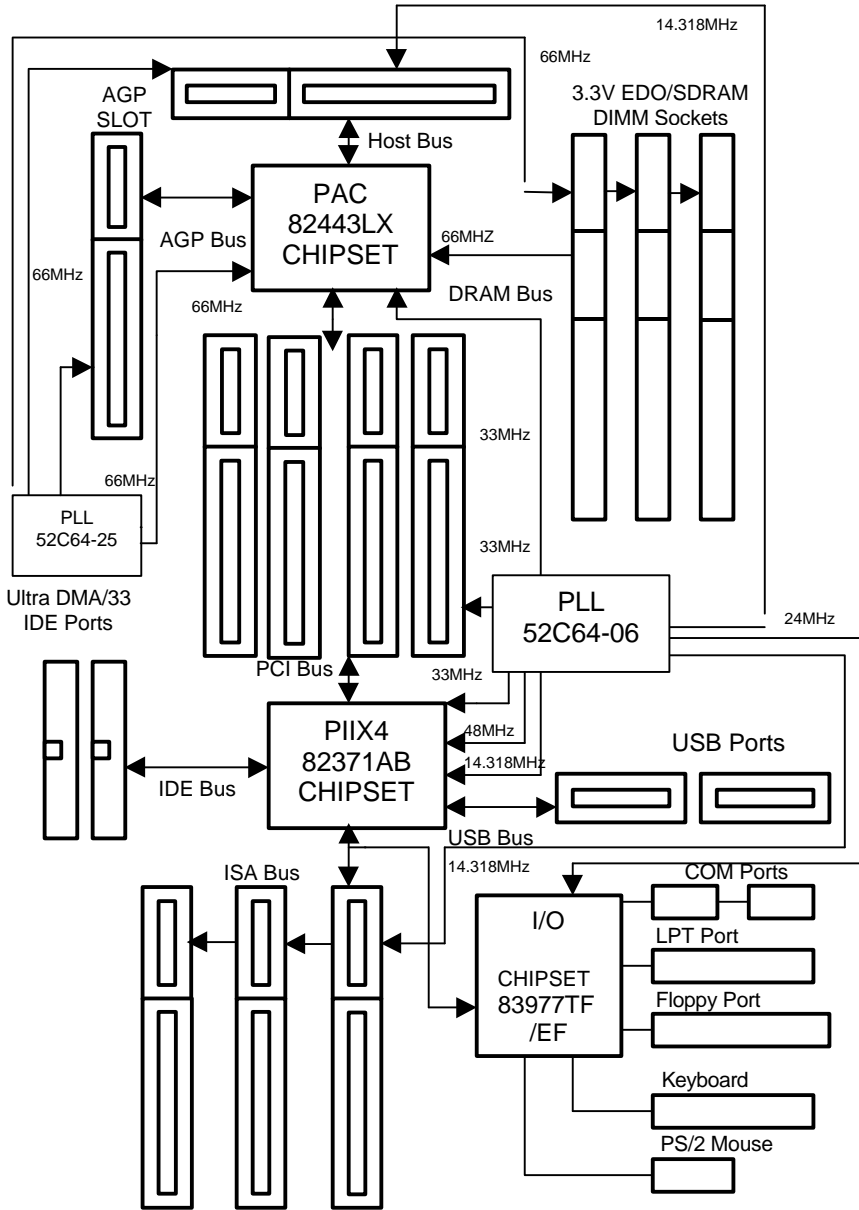 14.318MHz
66MHz
AGP
SLOT
3.3V EDO/SDRAM
DIMM Sockets
Host Bus
PAC
82443LX
CHIPSET
AGP Bus
66MHZ
66MHz
DRAM Bus
66MHz
33MHz
66MHz
PLL
52C64-25
33MHz
Ultra DMA/33
IDE Ports
PLL
52C64-06
24MHz
PCI Bus
33MHz
PIIX4
82371AB
CHIPSET
48MHz
14.318MHz
USB Ports
IDE Bus
USB Bus
ISA Bus
14.318MHz
COM Ports
I/O
CHIPSET
83977TF
/EF
LPT Port
Floppy Port
Keyboard
PS/2 Mouse